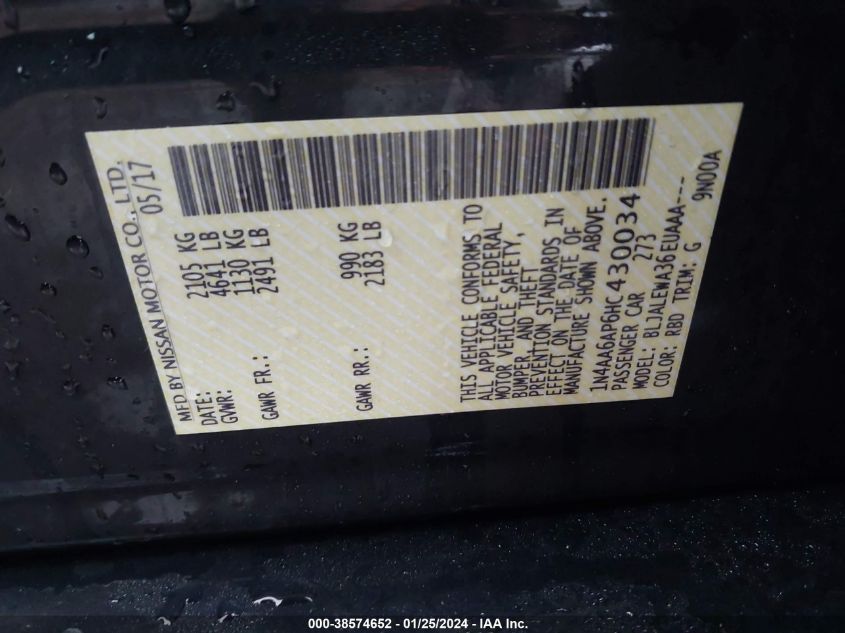 MFD BY NISSAN MOTOR CO., LTD.
DATE: 05/17
GVWR: 2105 KG
4641 LB
GAWR FR.: 1130 KG
2491 LB
GAWR RR.: 990 KG
2183 LB
THIS VEHICLE CONFORMS TO
ALL APPLICABLE FEDERAL
MOTOR VEHICLE SAFETY,
BUMPER, AND THEFT
PREVENTION STANDARDS IN
EFFECT ON THE DATE OF
MANUFACTURE SHOWN ABOVE.
1N4AA6AP6HC430034
PASSENGER CAR 273
MODEL: BLJALEWA36EUAAA---
COLOR: RBD TRIM: G 9N00A
000-38574652 - 01/25/2024 - IAA Inc.